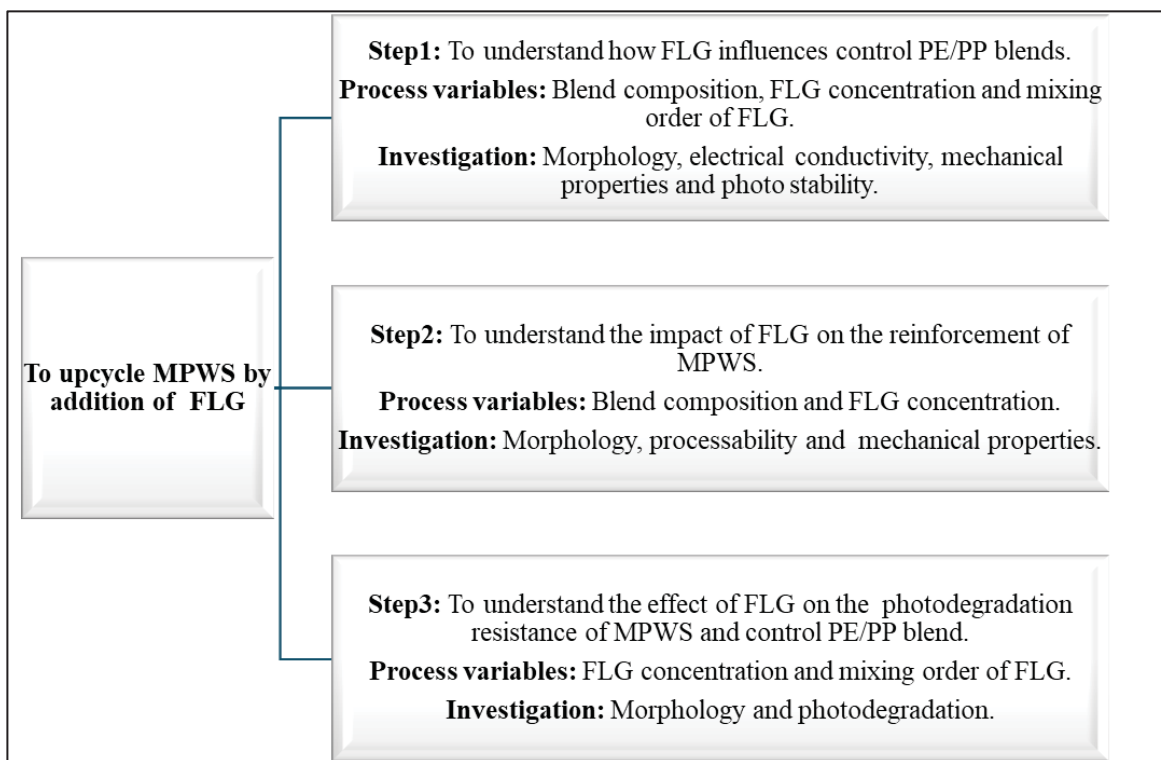 Step1: To understand how FLG influences control PE/PP blends.
Process variables: Blend composition, FLG concentration and mixing
order of FLG.
Investigation: Morphology, electrical conductivity, mechanical
properties and photo stability.
To upcycle MPWS by
addition of FLG
Step2: To understand the impact of FLG on the reinforcement of
MPWS.
Process variables: Blend composition and FLG concentration.
Investigation: Morphology, processability and mechanical properties.
Step3: To understand the effect of FLG on the photodegradation
resistance of MPWS and control PE/PP blend.
Process variables: FLG concentration and mixing order of FLG.
Investigation: Morphology and photodegradation.